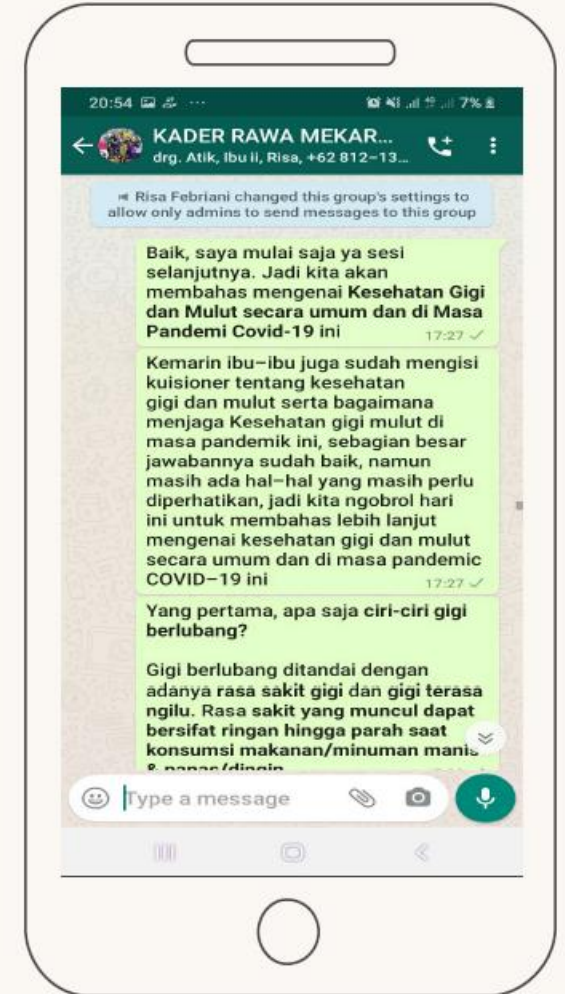 20:54 ... 7%
KADER RAWA MEKAR...
drg. Atik, Ibu ii, Risa, +62 812–13...
Risa Febriani changed this group's settings to
allow only admins to send messages to this group
Baik, saya mulai saja ya sesi
selanjutnya. Jadi kita akan
membahas mengenai Kesehatan Gigi
dan Mulut secara umum dan di Masa
Pandemi Covid-19 ini
17:27
Kemarin ibu–ibu juga sudah mengisi
kuisioner tentang kesehatan
gigi dan mulut serta bagaimana
menjaga Kesehatan gigi mulut di
masa pandemik ini, sebagian besar
jawabannya sudah baik, namun
masih ada hal–hal yang masih perlu
diperhatikan, jadi kita ngobrol hari
ini untuk membahas lebih lanjut
mengenai kesehatan gigi dan mulut
secara umum dan di masa pandemic
COVID–19 ini
17:27
Yang pertama, apa saja ciri-ciri gigi
berlubang?
Gigi berlubang ditandai dengan
adanya rasa sakit gigi dan gigi terasa
ngilu. Rasa sakit yang muncul dapat
bersifat ringan hingga parah saat
konsumsi makanan/minuman manis
& panas/dingin
Type a message